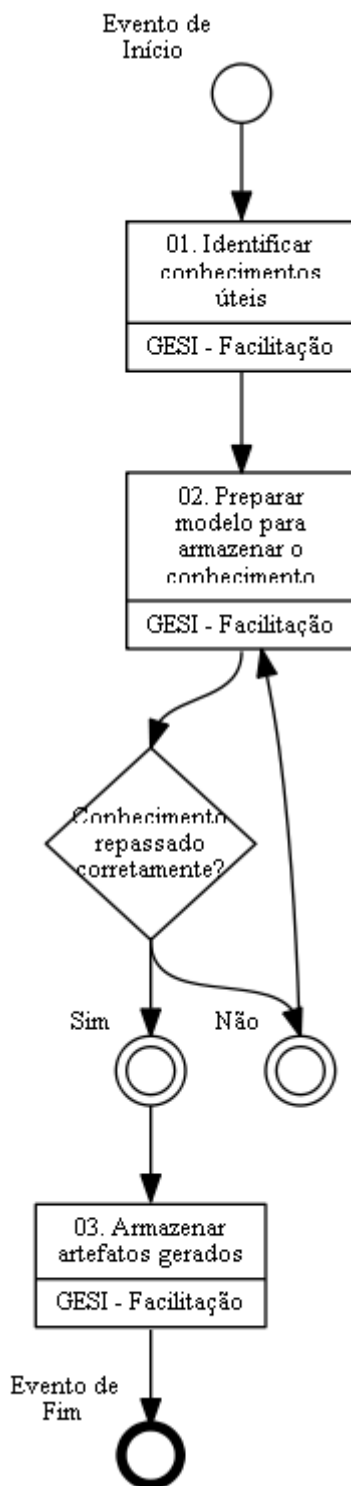 Evento de
Início
01. Identificar
conhecimentos
úteis
GESI - Facilitação
02. Preparar
modelo para
armazenar o
conhecimento
GESI - Facilitação
Conhecimento
repassado
corretamente?
Sim
Não
03. Armazenar
artefatos gerados
GESI - Facilitação
Evento de
Fim